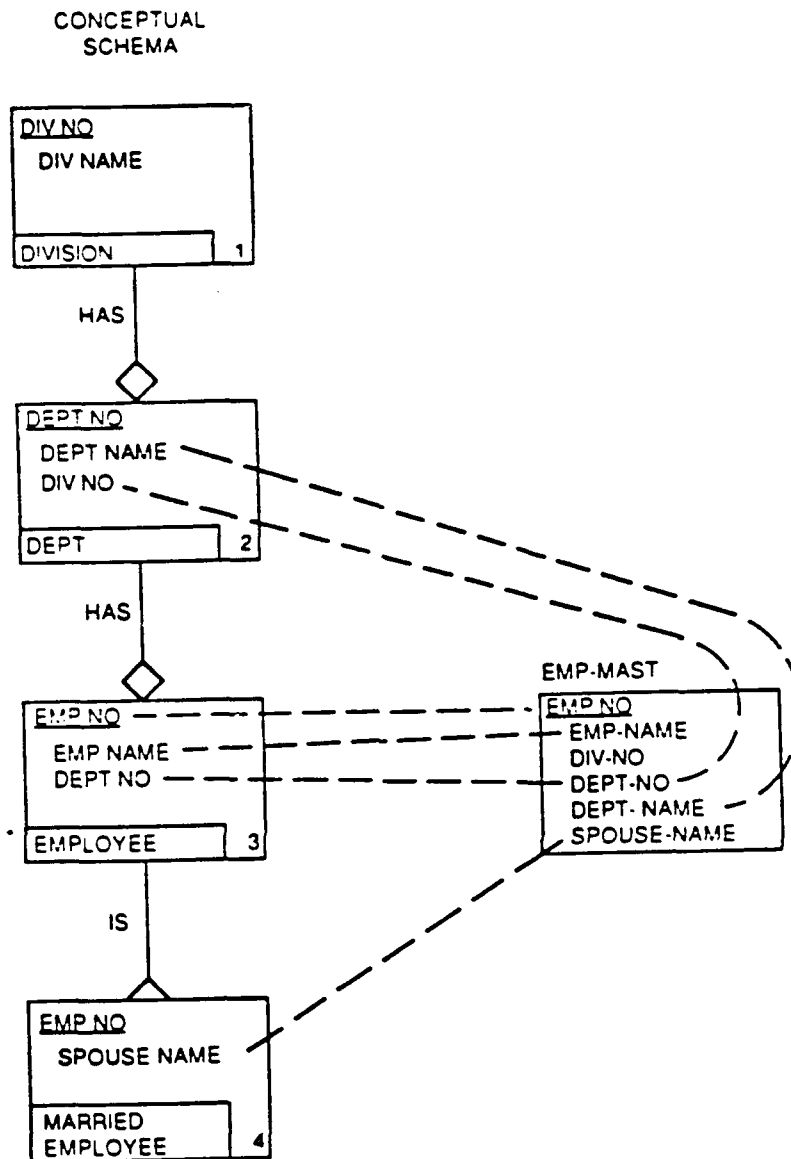 CONCEPTUAL
SCHEMA
DIV NO
DIV NAME
DIVISION 1
HAS
DEPT NO
DEPT NAME
DIV NO
DEPT 2
HAS
EMP NO
EMP NAME
DEPT NO
EMPLOYEE 3
IS
EMP NO
SPOUSE NAME
MARRIED
EMPLOYEE 4
EMP-MAST
EMP NO
EMP-NAME
DIV-NO
DEPT-NO
DEPT- NAME
SPOUSE-NAME